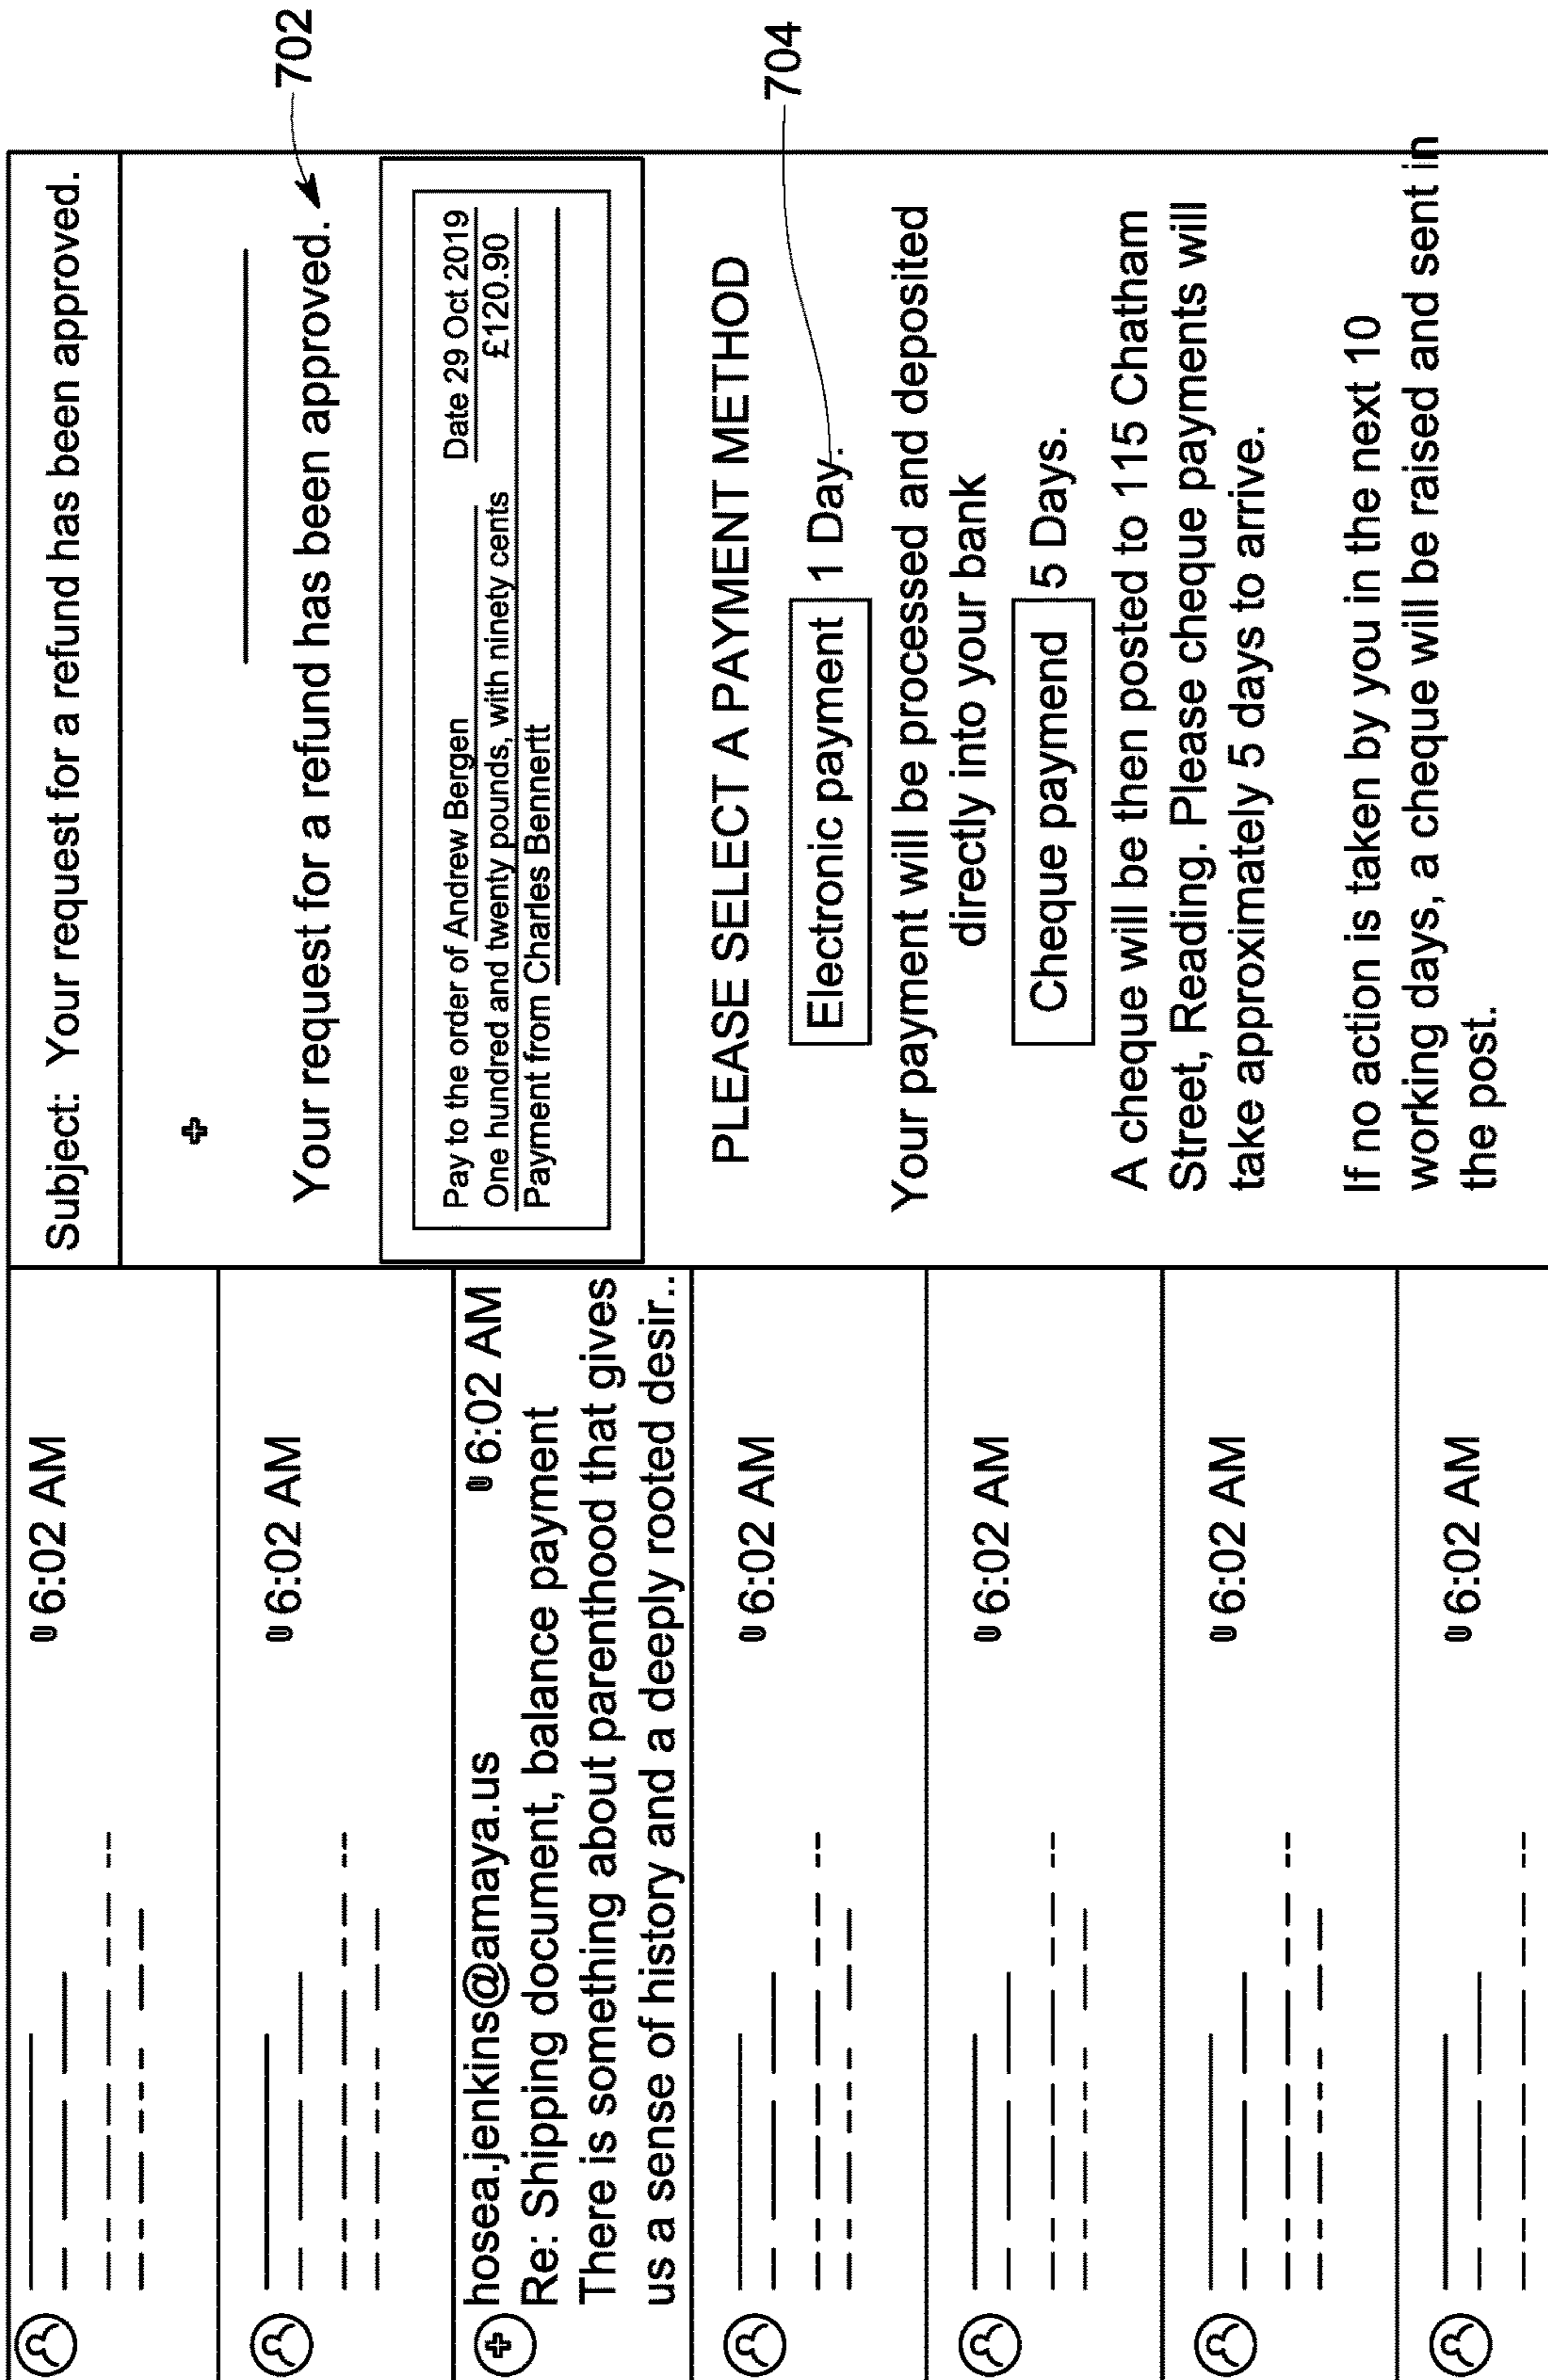 6:02 AM
6:02 AM
hosea.jenkins@amaya.us 6:02 AM
Re: Shipping document, balance payment
There is something about parenthood that gives
us a sense of history and a deeply rooted desir..
6:02 AM
6:02 AM
6:02 AM
6:02 AM
Subject: Your request for a refund has been approved.
Your request for a refund has been approved.
702
Pay to the order of Andrew Bergen Date 29 Oct 2019
One hundred and twenty pounds, with ninety cents £120.90
Payment from Charles Bennertt
PLEASE SELECT A PAYMENT METHOD
704
Electronic payment 1 Day.
Your payment will be processed and deposited
directly into your bank
Cheque paymend 5 Days.
A cheque will be then posted to 115 Chatham
Street, Reading. Please cheque payments will
take approximately 5 days to arrive.
If no action is taken by you in the next 10
working days, a cheque will be raised and sent in
the post.